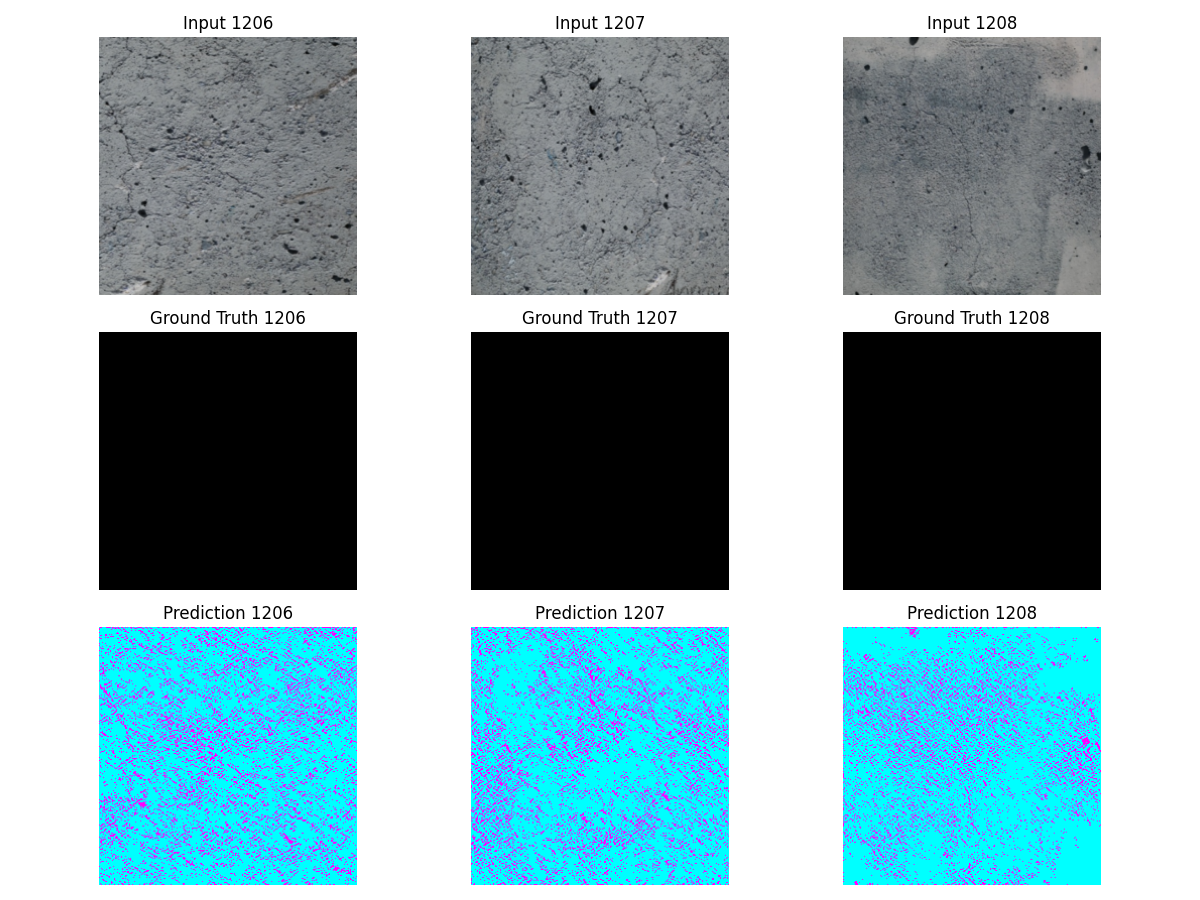 Input 1206
Input 1207
Input 1208
Ground Truth 1206
Ground Truth 1207
Ground Truth 1208
Prediction 1206
Prediction 1207
Prediction 1208